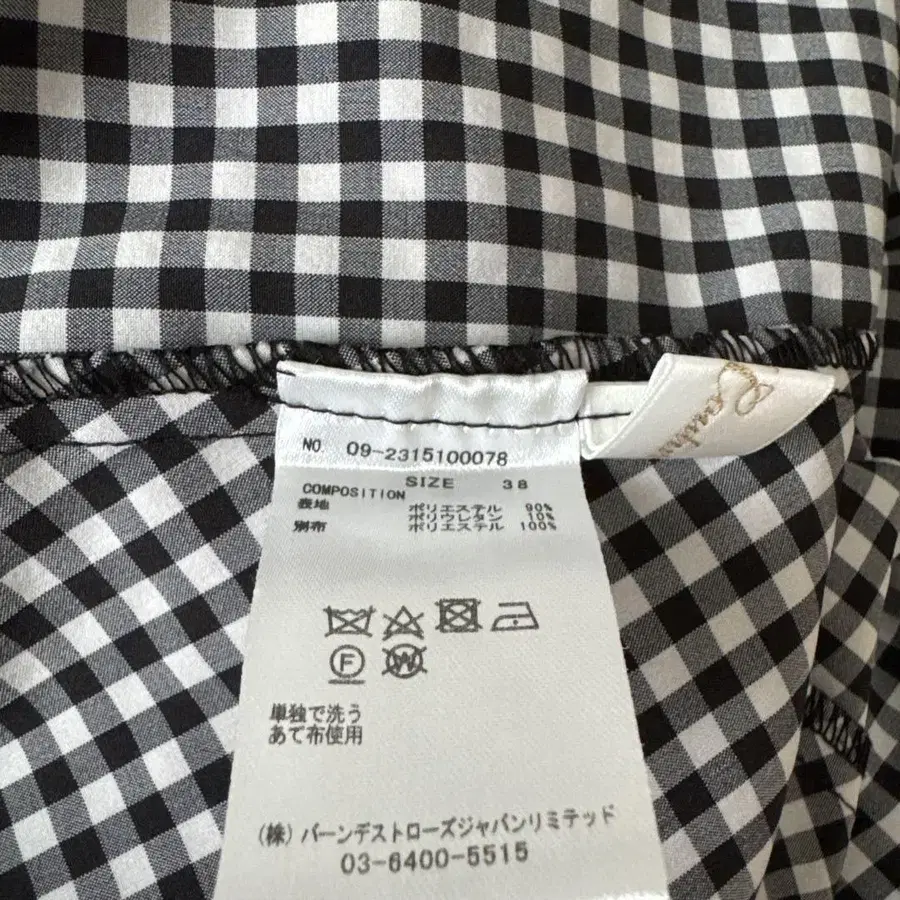 NO. 09-2315100078
SIZE 38
COMPOSITION
表地 ポリエステル 90%
ポリウレタン 10%
別布 ポリエステル 100%
F W
単独で洗う
あて布使用
(株) バーンデストローズジャパンリミテッド
03-6400-5515